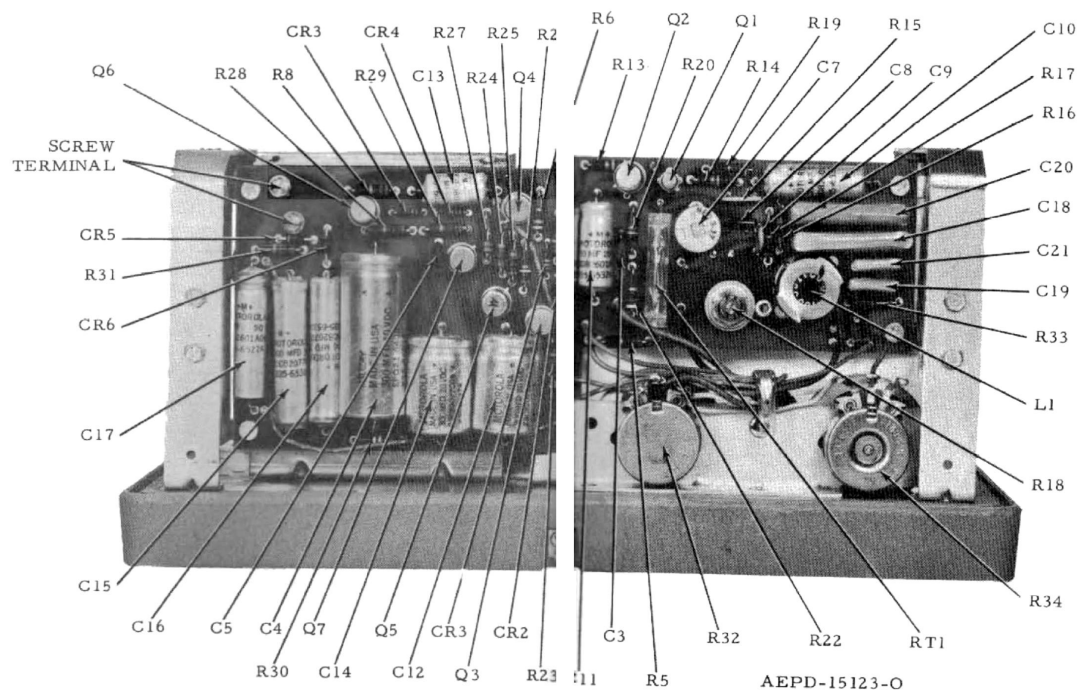 CR3 CR4 R27 R25 R6 Q2 Q1 R19 R15 C10
Q6 R28 R8 R29 C13 R24 Q4 R13 R20 R14 C7 C8 C9 R17
R16
SCREW
TERMINAL
C20
C18
CR5
C21
R31
C19
CR6
R33
C17
L1
R18
C15
R34
C16 C5 C4 Q7 Q5 CR3 CR2 C3 R32 R22 RT1
R30 C14 C12 Q3 R23 R5
AEPD-15123-O